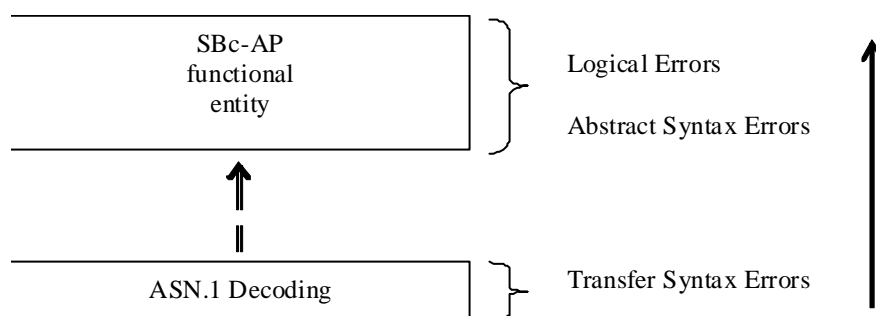 SBc-AP
functional
entity
Logical Errors
Abstract Syntax Errors
ASN.1 Decoding
Transfer Syntax Errors